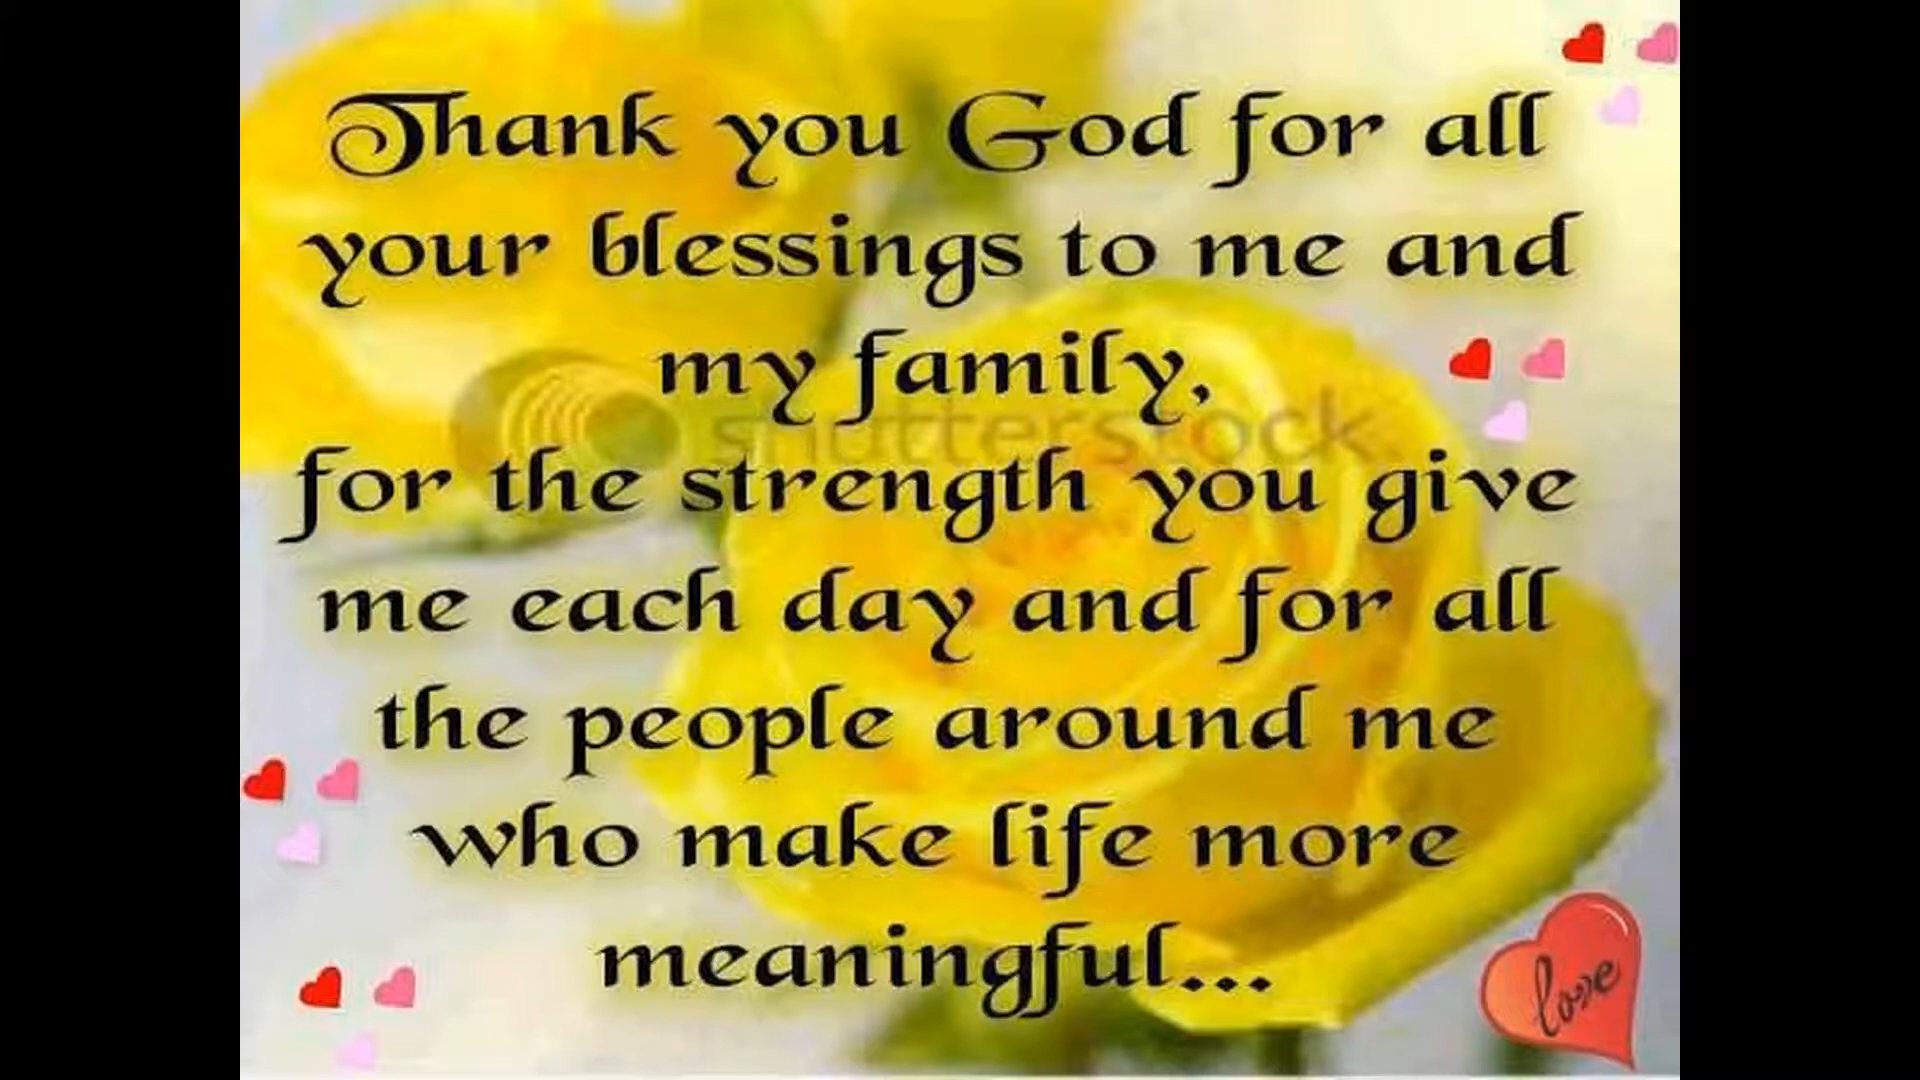 Thank you God for all
your blessings to me and
my family,
shutterstock
for the strength you give
me each day and for all
the people around me
who make life more
meaningful...
love